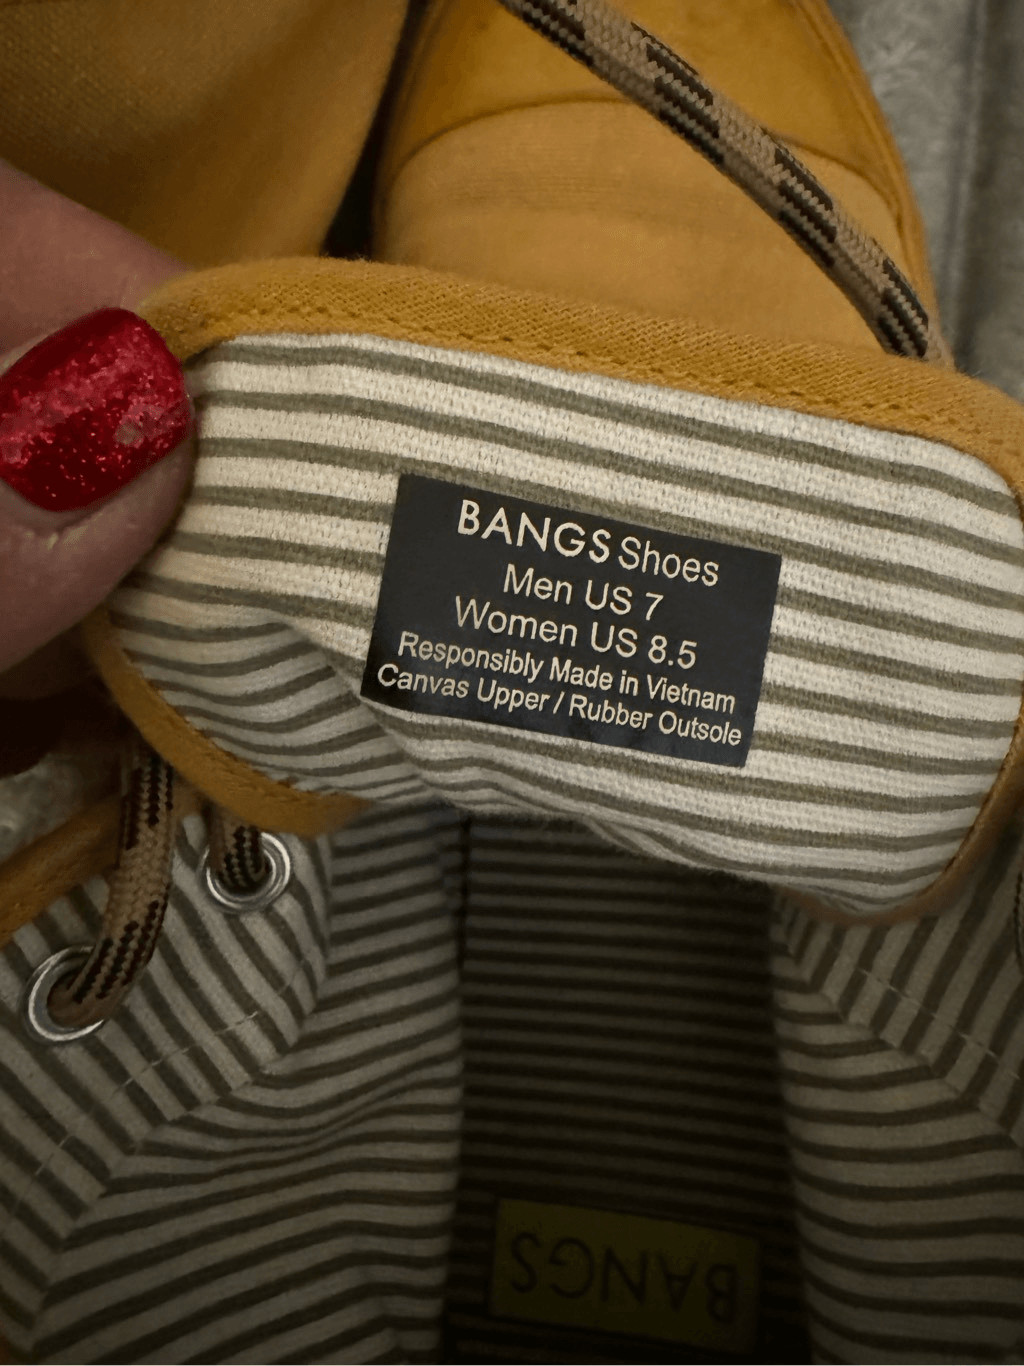 BANGS Shoes
Men US 7
Women US 8.5
Responsibly Made in Vietnam
Canvas Upper / Rubber Outsole
BANGS